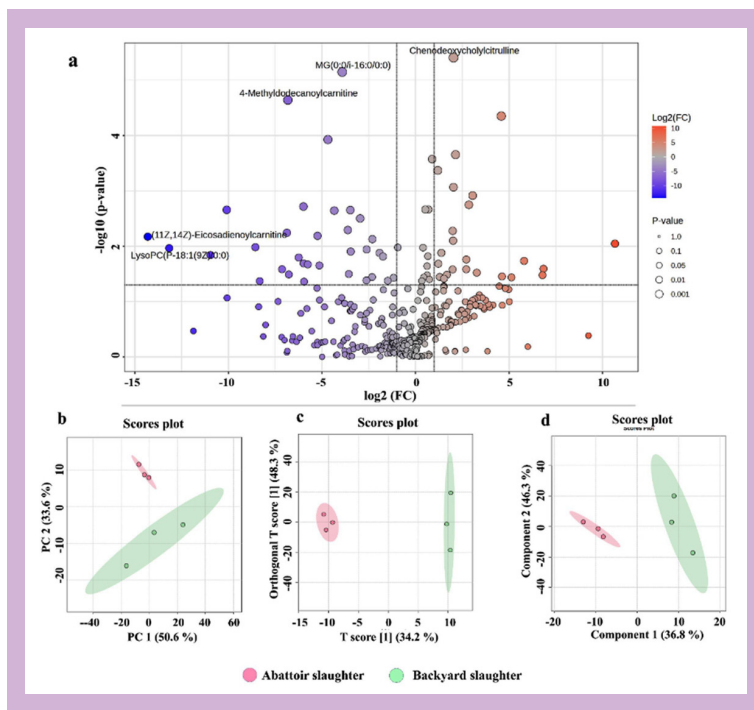 a
Chenodeoxycholylcitrulline
MG(0:0/i-16:0/0:0)
4-Methyldodecanoylcarnitine
(11Z,14Z)-Eicosadienoylcarnitine
LysoPC(P-18:1(9Z)/0:0)
-log10 (p-value)
4
2
0
-15
-10
-5
0
5
10
log2 (FC)
Log2(FC)
10
5
0
-5
-10
P-value
1.0
0.1
0.05
0.01
0.001
b
Scores plot
PC 2 (33.6 %)
10
0
-10
-20
-40
-20
0
20
40
60
PC 1 (50.6 %)
c
Scores plot
Orthogonal T score [1] (48.3 %)
40
20
0
-20
-40
-15
-10
-5
0
5
10
T score [1] (34.2 %)
d
Scores plot
Component 2 (46.3 %)
40
20
0
-20
-40
-20
-10
0
10
20
Component 1 (36.8 %)
Abattoir slaughter
Backyard slaughter